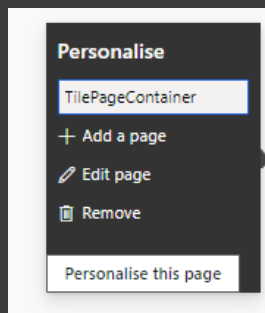 Personalise
TilePageContainer
Add a page
Edit page
Remove
Personalise this page